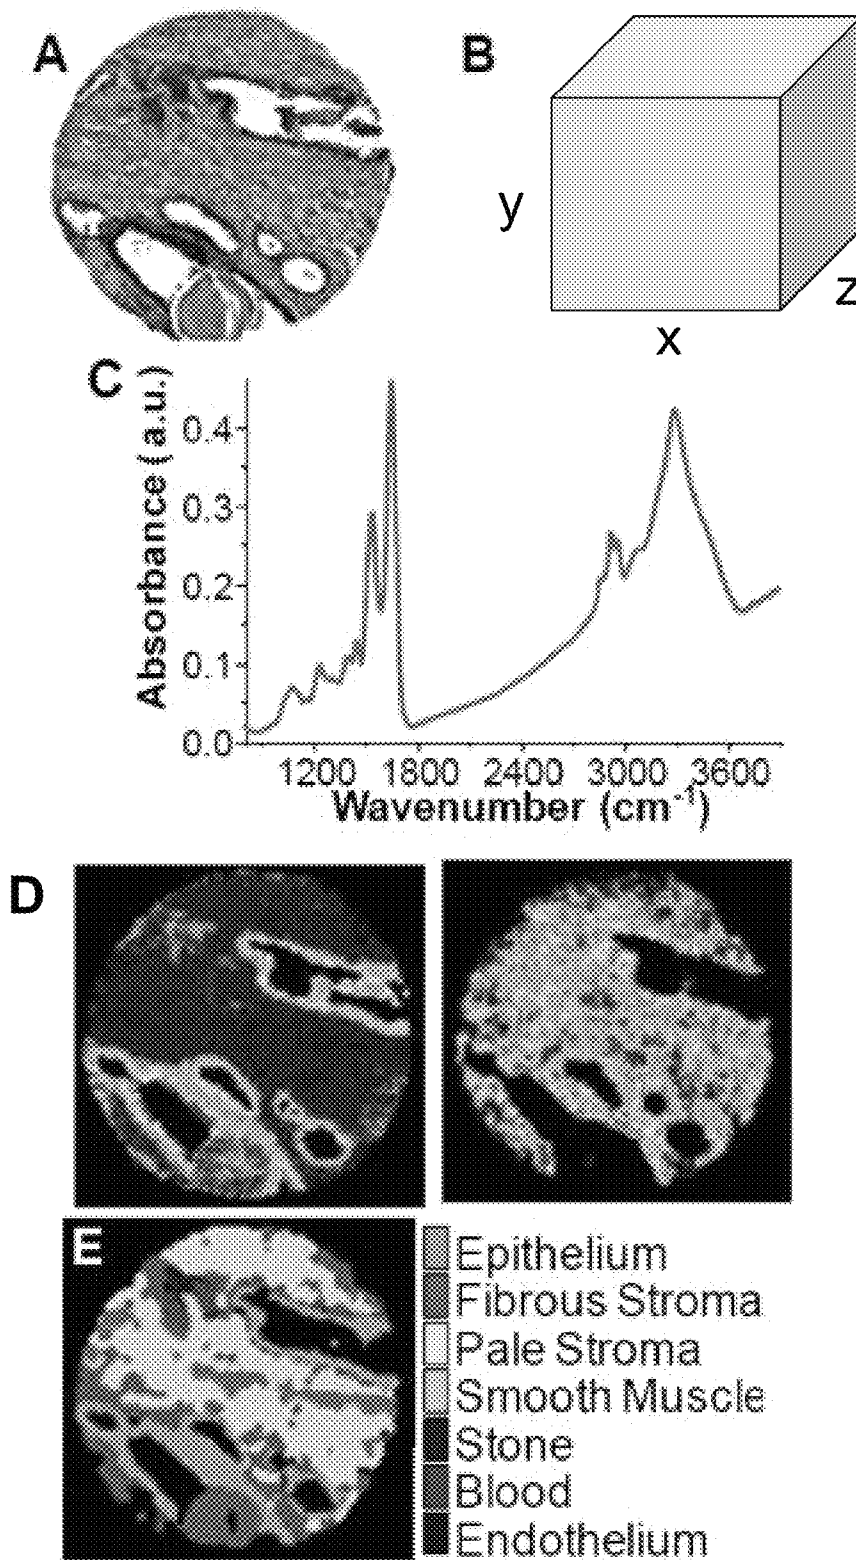 A
B
y
z
x
C
Absorbance (a.u.)
0.4
0.3
0.2
0.1
0.0
1200 1800 2400 3000 3600
Wavenumber (cm⁻¹)
D
E
Epithelium
Fibrous Stroma
Pale Stroma
Smooth Muscle
Stone
Blood
Endothelium